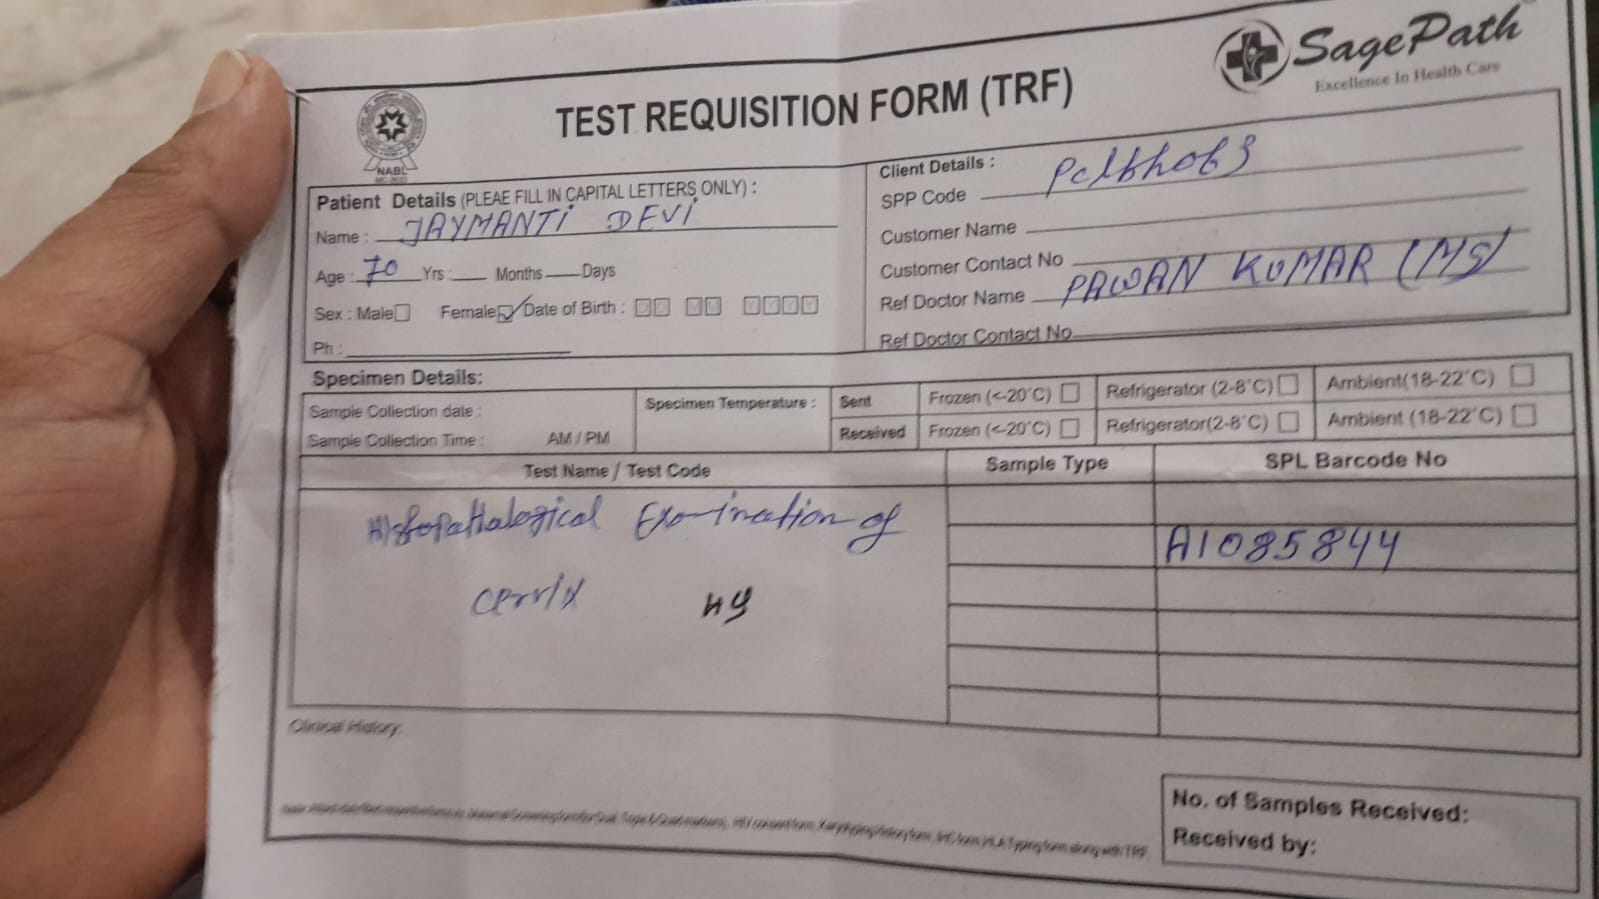 SagePath
Excellence In Health Care
TEST REQUISITION FORM (TRF)
NABL
Patient Details (PLEAE FILL IN CAPITAL LETTERS ONLY) :
Name : JAYMANTI DEVI
Age : 70 Yrs : Months Days
Sex : Male Female Date of Birth : DD MM YYYY
Ph :
Client Details :
SPP Code
Customer Name
Customer Contact No
Ref Doctor Name PAWAN KUMAR (MS)
Ref Doctor Contact No
Specimen Details:
Sample Collection date :
Sample Collection Time : AM / PM
Specimen Temperature :
Sent Frozen (<-20°C) Refrigerator (2-8°C) Ambient(18-22°C)
Received Frozen (<-20°C) Refrigerator(2-8°C) Ambient (18-22°C)
Test Name / Test Code Sample Type SPL Barcode No
Histopathalogical Examination of
A1085844
Cervix
Clinical History:
No. of Samples Received:
Received by: